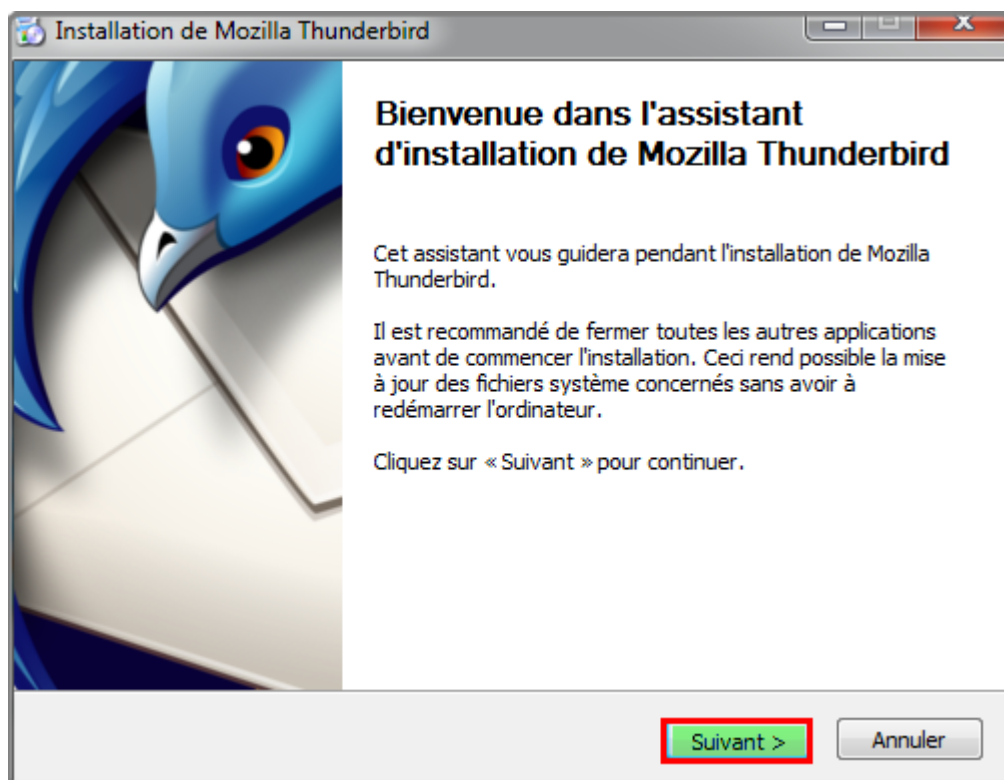 Installation de Mozilla Thunderbird
Bienvenue dans l'assistant
d'installation de Mozilla Thunderbird
Cet assistant vous guidera pendant l'installation de Mozilla
Thunderbird.
Il est recommandé de fermer toutes les autres applications
avant de commencer l'installation. Ceci rend possible la mise
à jour des fichiers système concernés sans avoir à
redémarrer l'ordinateur.
Cliquez sur « Suivant » pour continuer.
Suivant >
Annuler